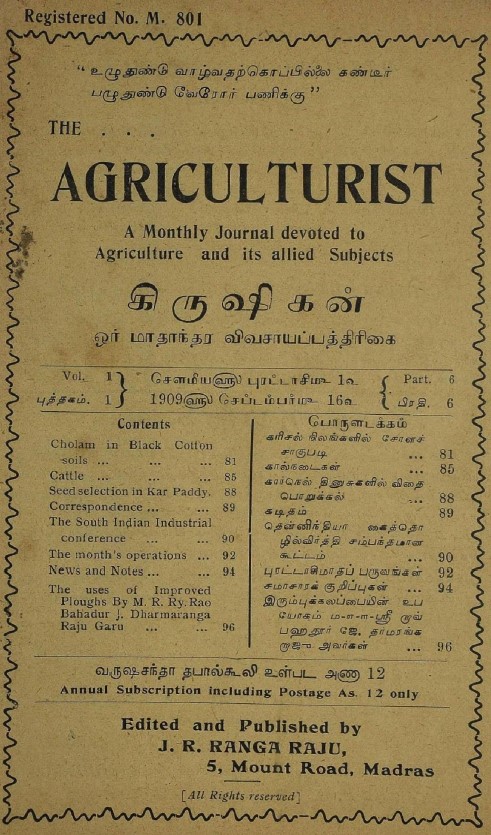 Registered No. M. 801
"உழுதுண்டு வாழ்வதற்கொப்பில்லை கண்டீர்
பழுதுண்டு வேரோர் பணிக்கு"
THE . . .
AGRICULTURIST
A Monthly Journal devoted to
Agriculture and its allied Subjects
கிருஷிகன்
ஓர் மாதாந்தர விவசாயப்பத்திரிகை
Vol. 1 } சௌமிய௵ புரட்டாசிமீ 1உ { Part. 6
புத்தகம். 1 } 1909௵ செப்டம்பர்மீ 16உ { பிரதி. 6
Contents
Cholam in Black Cotton
soils ... ... ... 81
Cattle ... ... ... 85
Seed selection in Kar Paddy. 88
Correspondence ... ... 89
The South Indian Industrial
conference ... ... 90
The month's operations ... 92
News and Notes ... ... 94
The uses of Improved
Ploughs By M. R. Ry. Rao
Bahadur J. Dharmaranga
Raju Garu ... ... 96
பொருளடக்கம்
கரிசல் நிலங்களில் சோளச்
சாகுபடி ... 81
கால்நடைகள் ... 85
கார்நெல் தினுசுகளில் விதை
பொறுக்கல் ... 88
கடிதம் 89
தென்னிந்தியா கைத்தொ
ழில்விர்த்தி சம்பந்தமான
கூட்டம் ... 90
புரட்டாசிமாதப் பருவங்கள் 92
சமாசாரக் குறிப்புகள் ... 94
இரும்புக்கலப்பையின் உப
யோகம் ம-ா-ா-ஸ்ரீ ராவ்
பஹதூர் ஜே. தர்மரங்க
ராஜு அவர்கள் ... 96
வருஷசந்தா தபால்கூலி உள்பட அணா 12
Annual Subscription including Postage As. 12 only
Edited and Published by
J. R. RANGA RAJU,
5, Mount Road, Madras
[All Rights reserved]